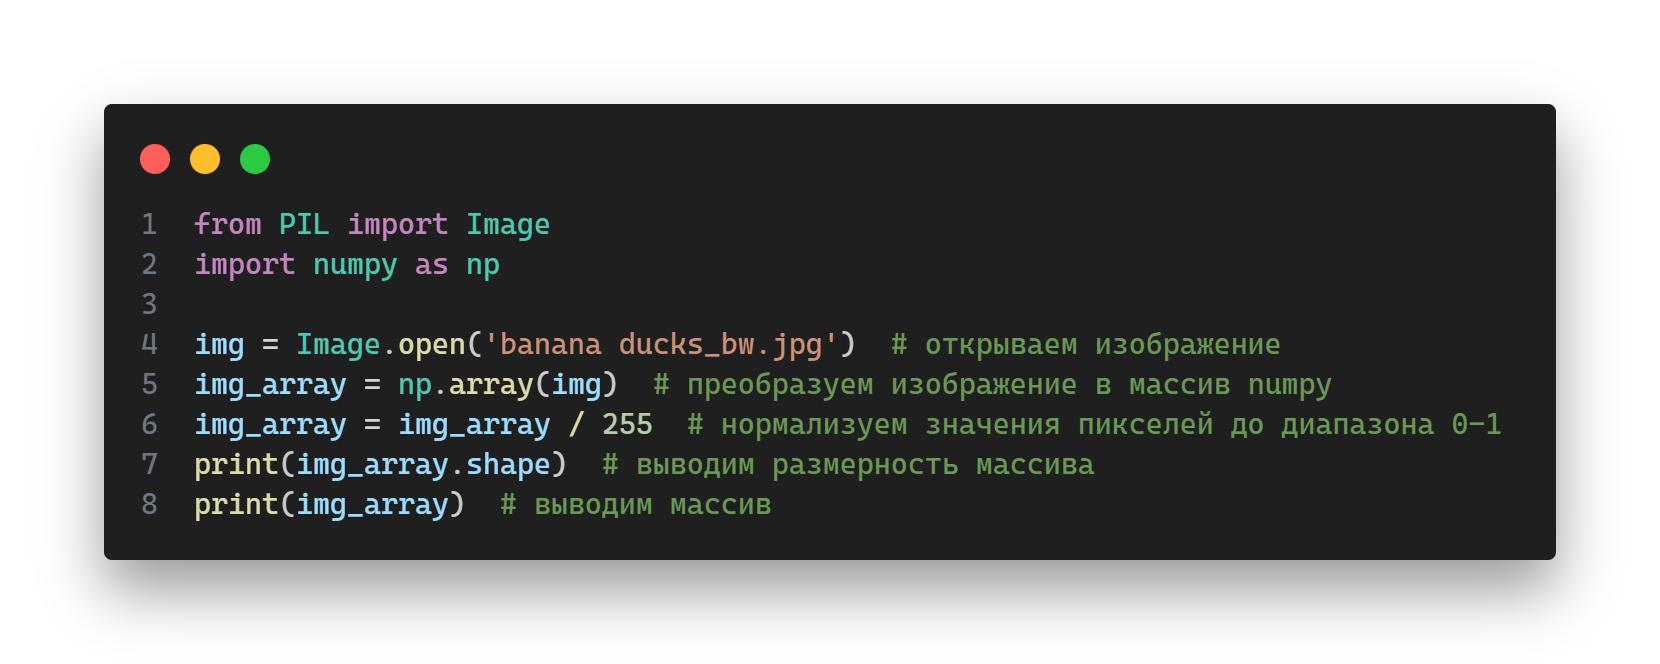 1 from PIL import Image
2 import numpy as np
3
4 img = Image.open('banana ducks_bw.jpg')  # открываем изображение
5 img_array = np.array(img)  # преобразуем изображение в массив numpy
6 img_array = img_array / 255  # нормализуем значения пикселей до диапазона 0-1
7 print(img_array.shape)  # выводим размерность массива
8 print(img_array)  # выводим массив